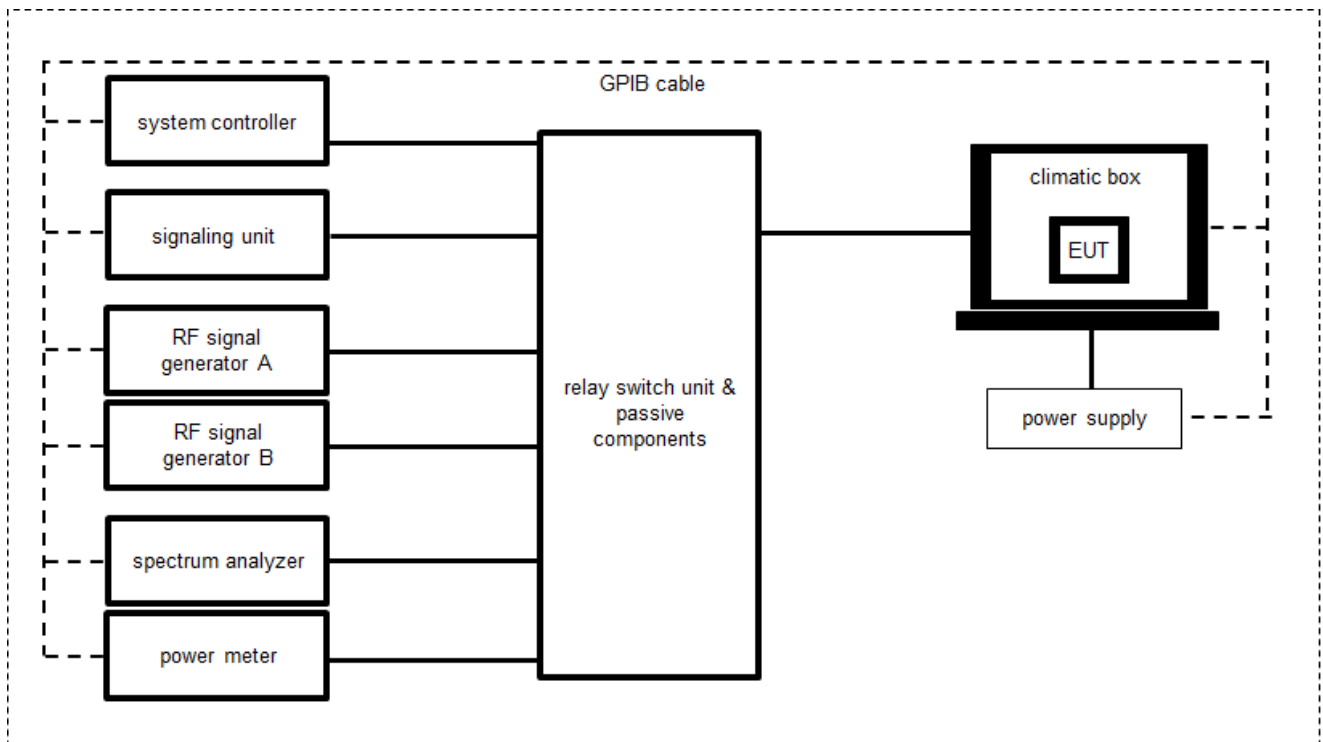 GPIB cable
system controller
signaling unit
RF signal
generator A
RF signal
generator B
spectrum analyzer
power meter
relay switch unit &
passive
components
climatic box
EUT
power supply